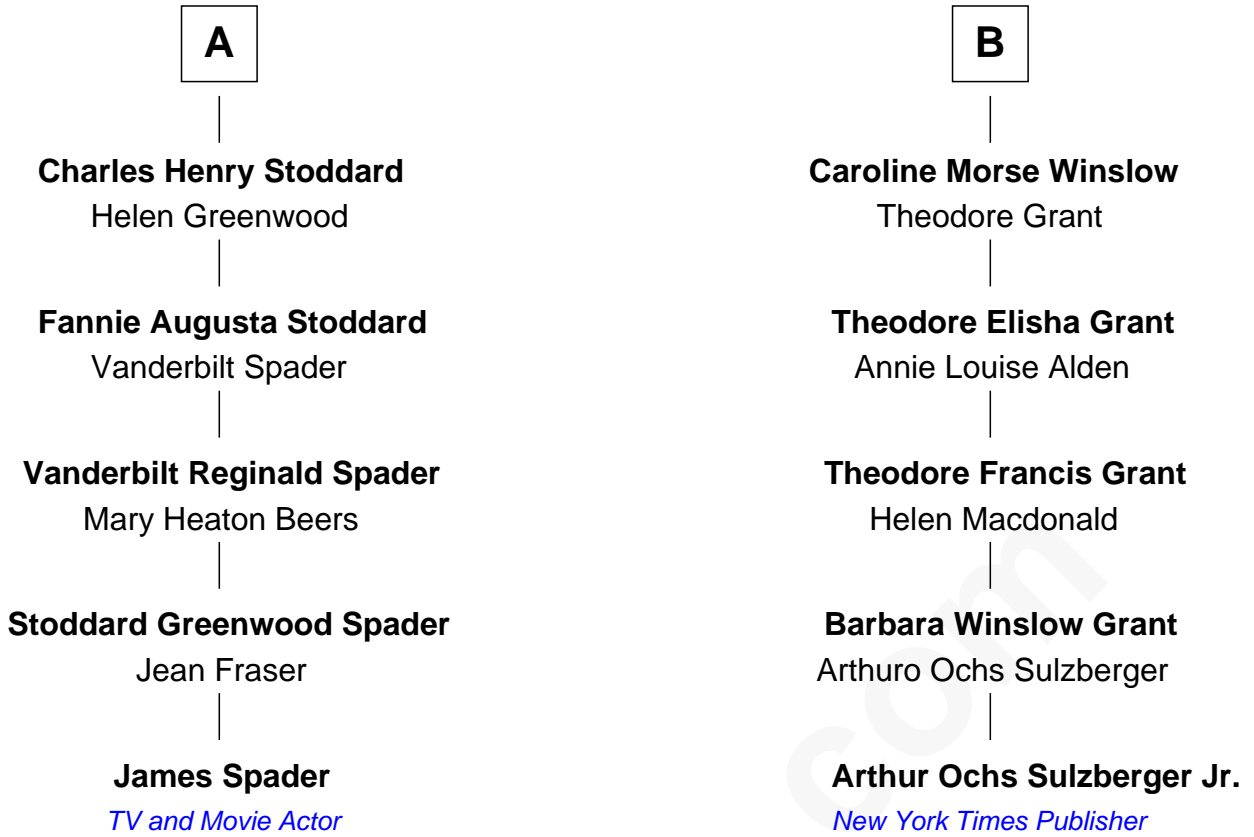 A
Charles Henry Stoddard
Helen Greenwood
Fannie Augusta Stoddard
Vanderbilt Spader
Vanderbilt Reginald Spader
Mary Heaton Beers
Stoddard Greenwood Spader
Jean Fraser
James Spader
TV and Movie Actor
B
Caroline Morse Winslow
Theodore Grant
Theodore Elisha Grant
Annie Louise Alden
Theodore Francis Grant
Helen Macdonald
Barbara Winslow Grant
Arthuro Ochs Sulzberger
Arthur Ochs Sulzberger Jr.
New York Times Publisher
com